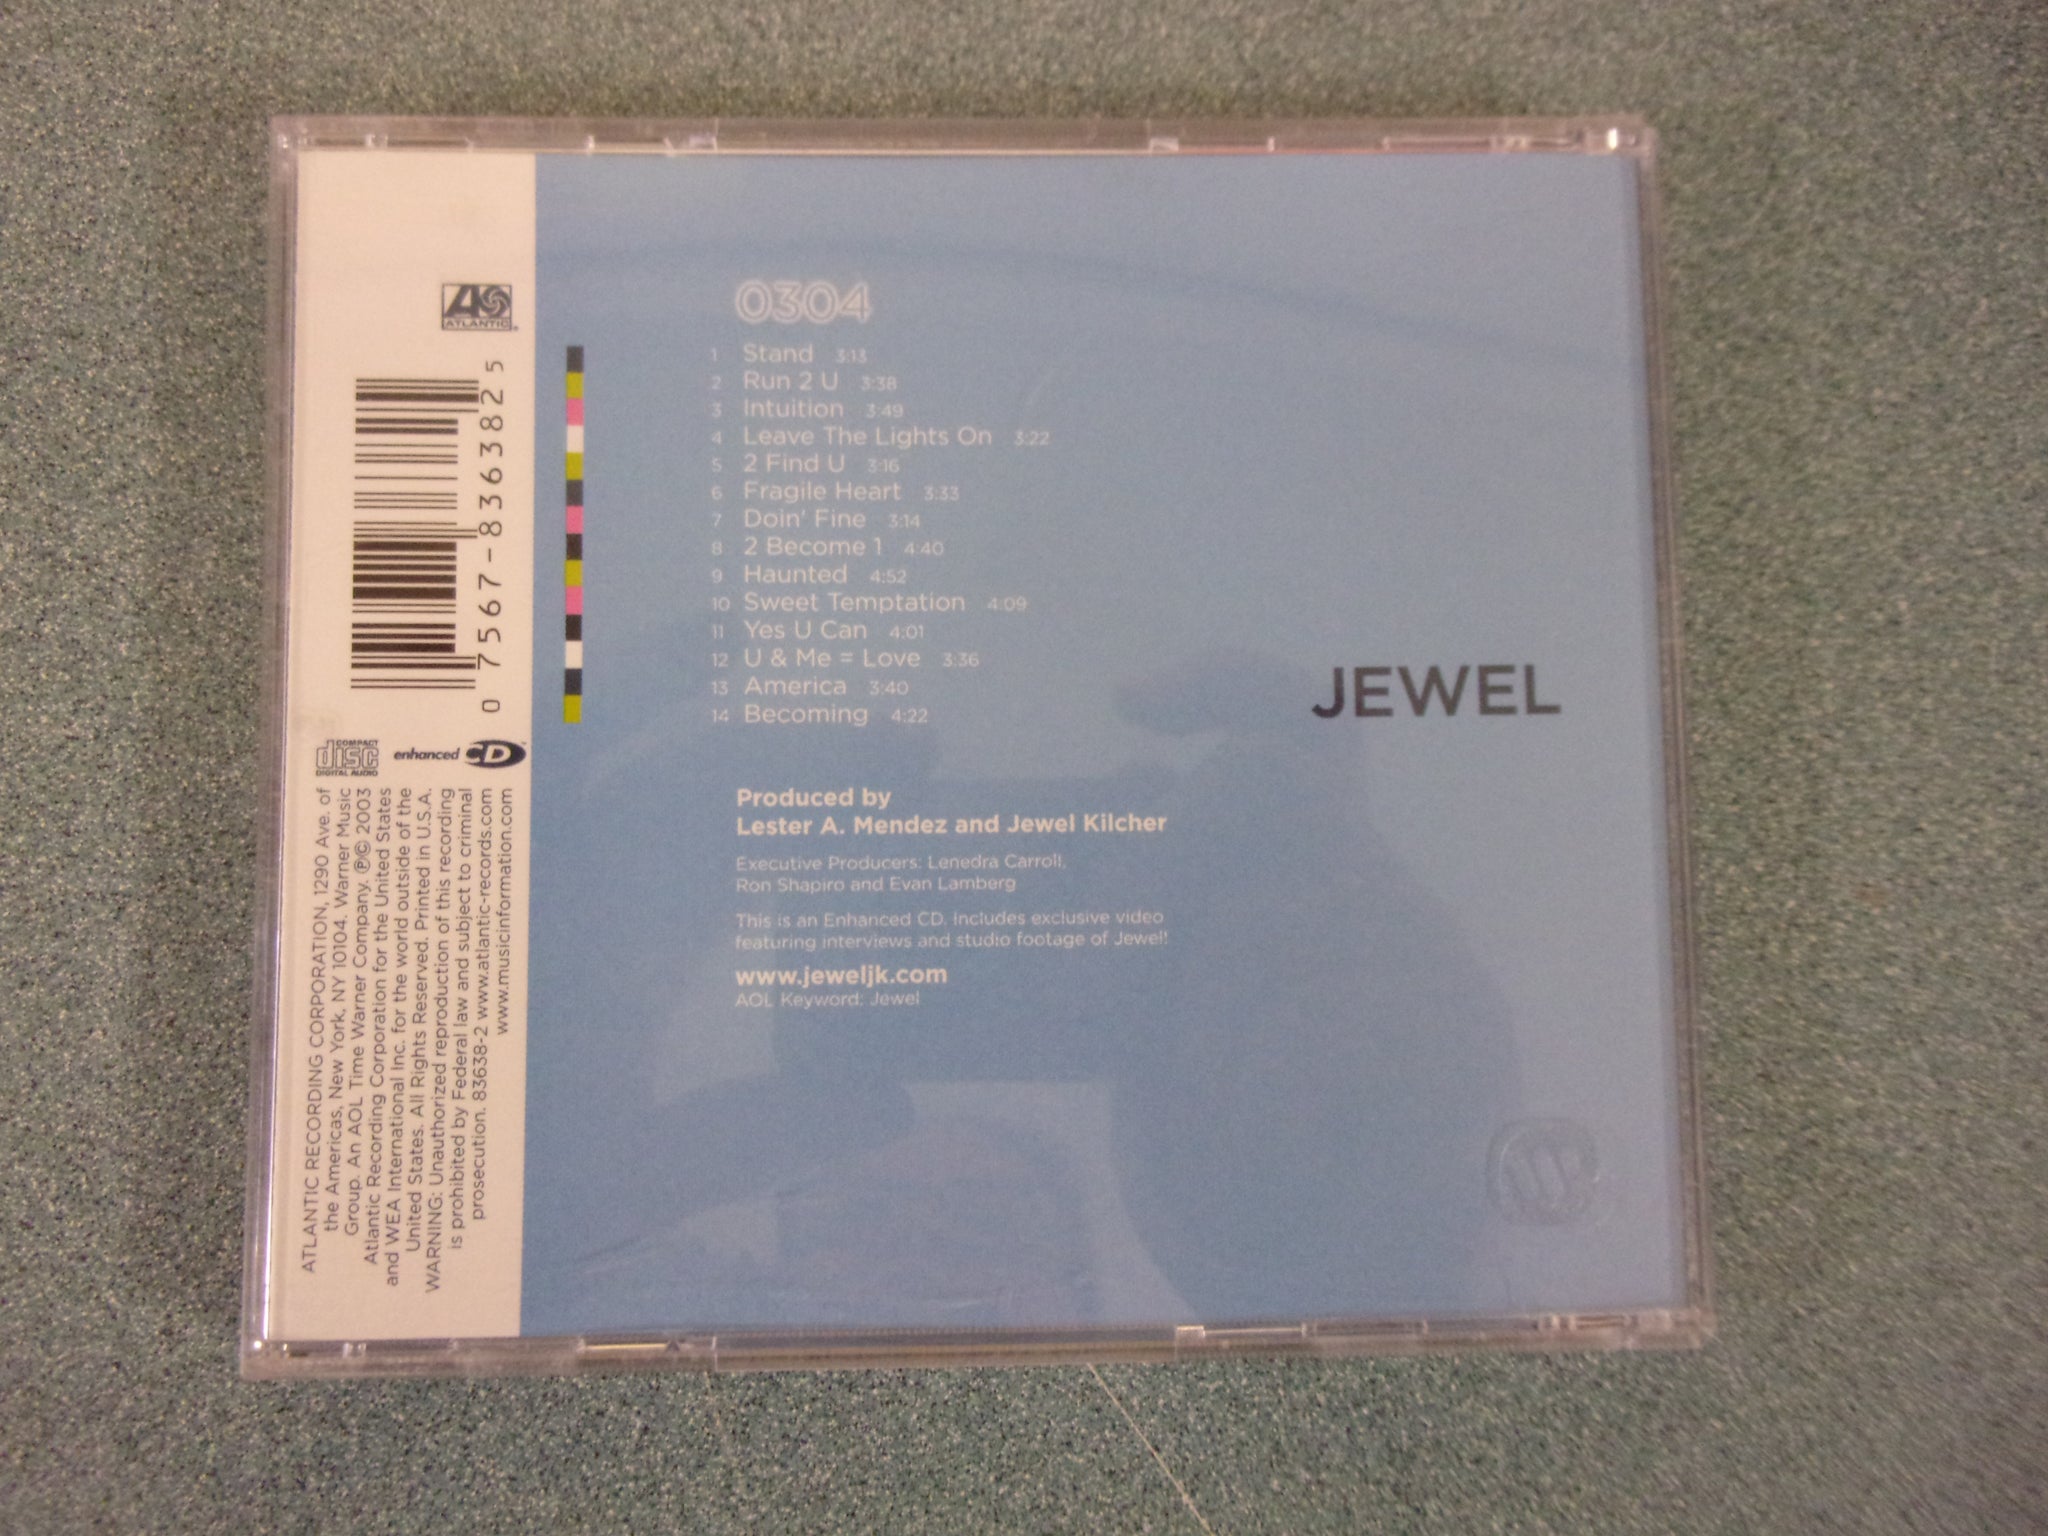 ATLANTIC
0 7567-83638 2 5
COMPACT
disc
DIGITAL AUDIO
enhanced CD
ATLANTIC RECORDING CORPORATION, 1290 Ave. of
the Americas, New York, NY 10104. Warner Music
Group. An AOL Time Warner Company. ℗© 2003
Atlantic Recording Corporation for the United States
and WEA International Inc. for the world outside of the
United States. All Rights Reserved. Printed in U.S.A.
WARNING: Unauthorized reproduction of this recording
is prohibited by Federal law and subject to criminal
prosecution. 83638-2 www.atlantic-records.com
www.musicinformation.com
0304
1 Stand 3:13
2 Run 2 U 3:38
3 Intuition 3:49
4 Leave The Lights On 3:22
5 2 Find U 3:16
6 Fragile Heart 3:33
7 Doin' Fine 3:14
8 2 Become 1 4:40
9 Haunted 4:52
10 Sweet Temptation 4:09
11 Yes U Can 4:01
12 U & Me = Love 3:36
13 America 3:40
14 Becoming 4:22
JEWEL
Produced by
Lester A. Mendez and Jewel Kilcher
Executive Producers: Lenedra Carroll,
Ron Shapiro and Evan Lamberg
This is an Enhanced CD. Includes exclusive video
featuring interviews and studio footage of Jewel!
www.jeweljk.com
AOL Keyword: Jewel